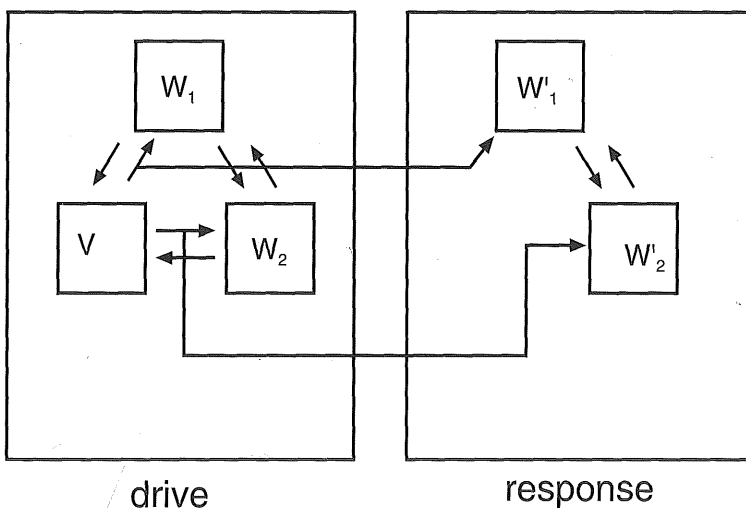 W₁
W'₁
V
W₂
W'₂
drive
response